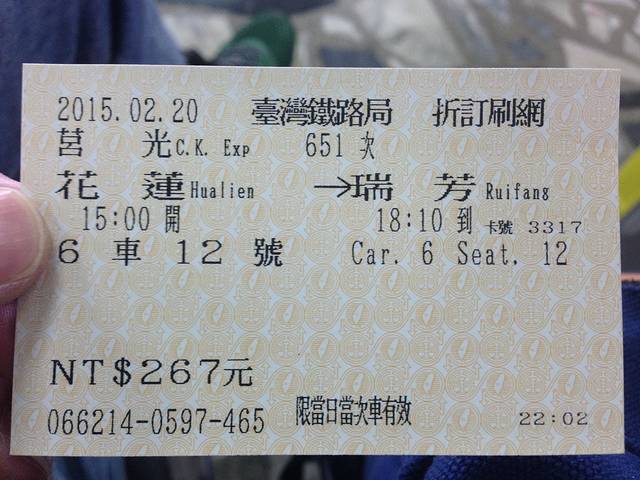 2015.02.20 臺灣鐵路局 折訂刷網
莒 光C.K. Exp 651 次
花 蓮Hualien →瑞 芳Ruifang
15:00 開 18:10 到 卡號 3317
6 車 12 號 Car. 6 Seat. 12
NT$267元
066214-0597-465 限當日當次車有效 22:02